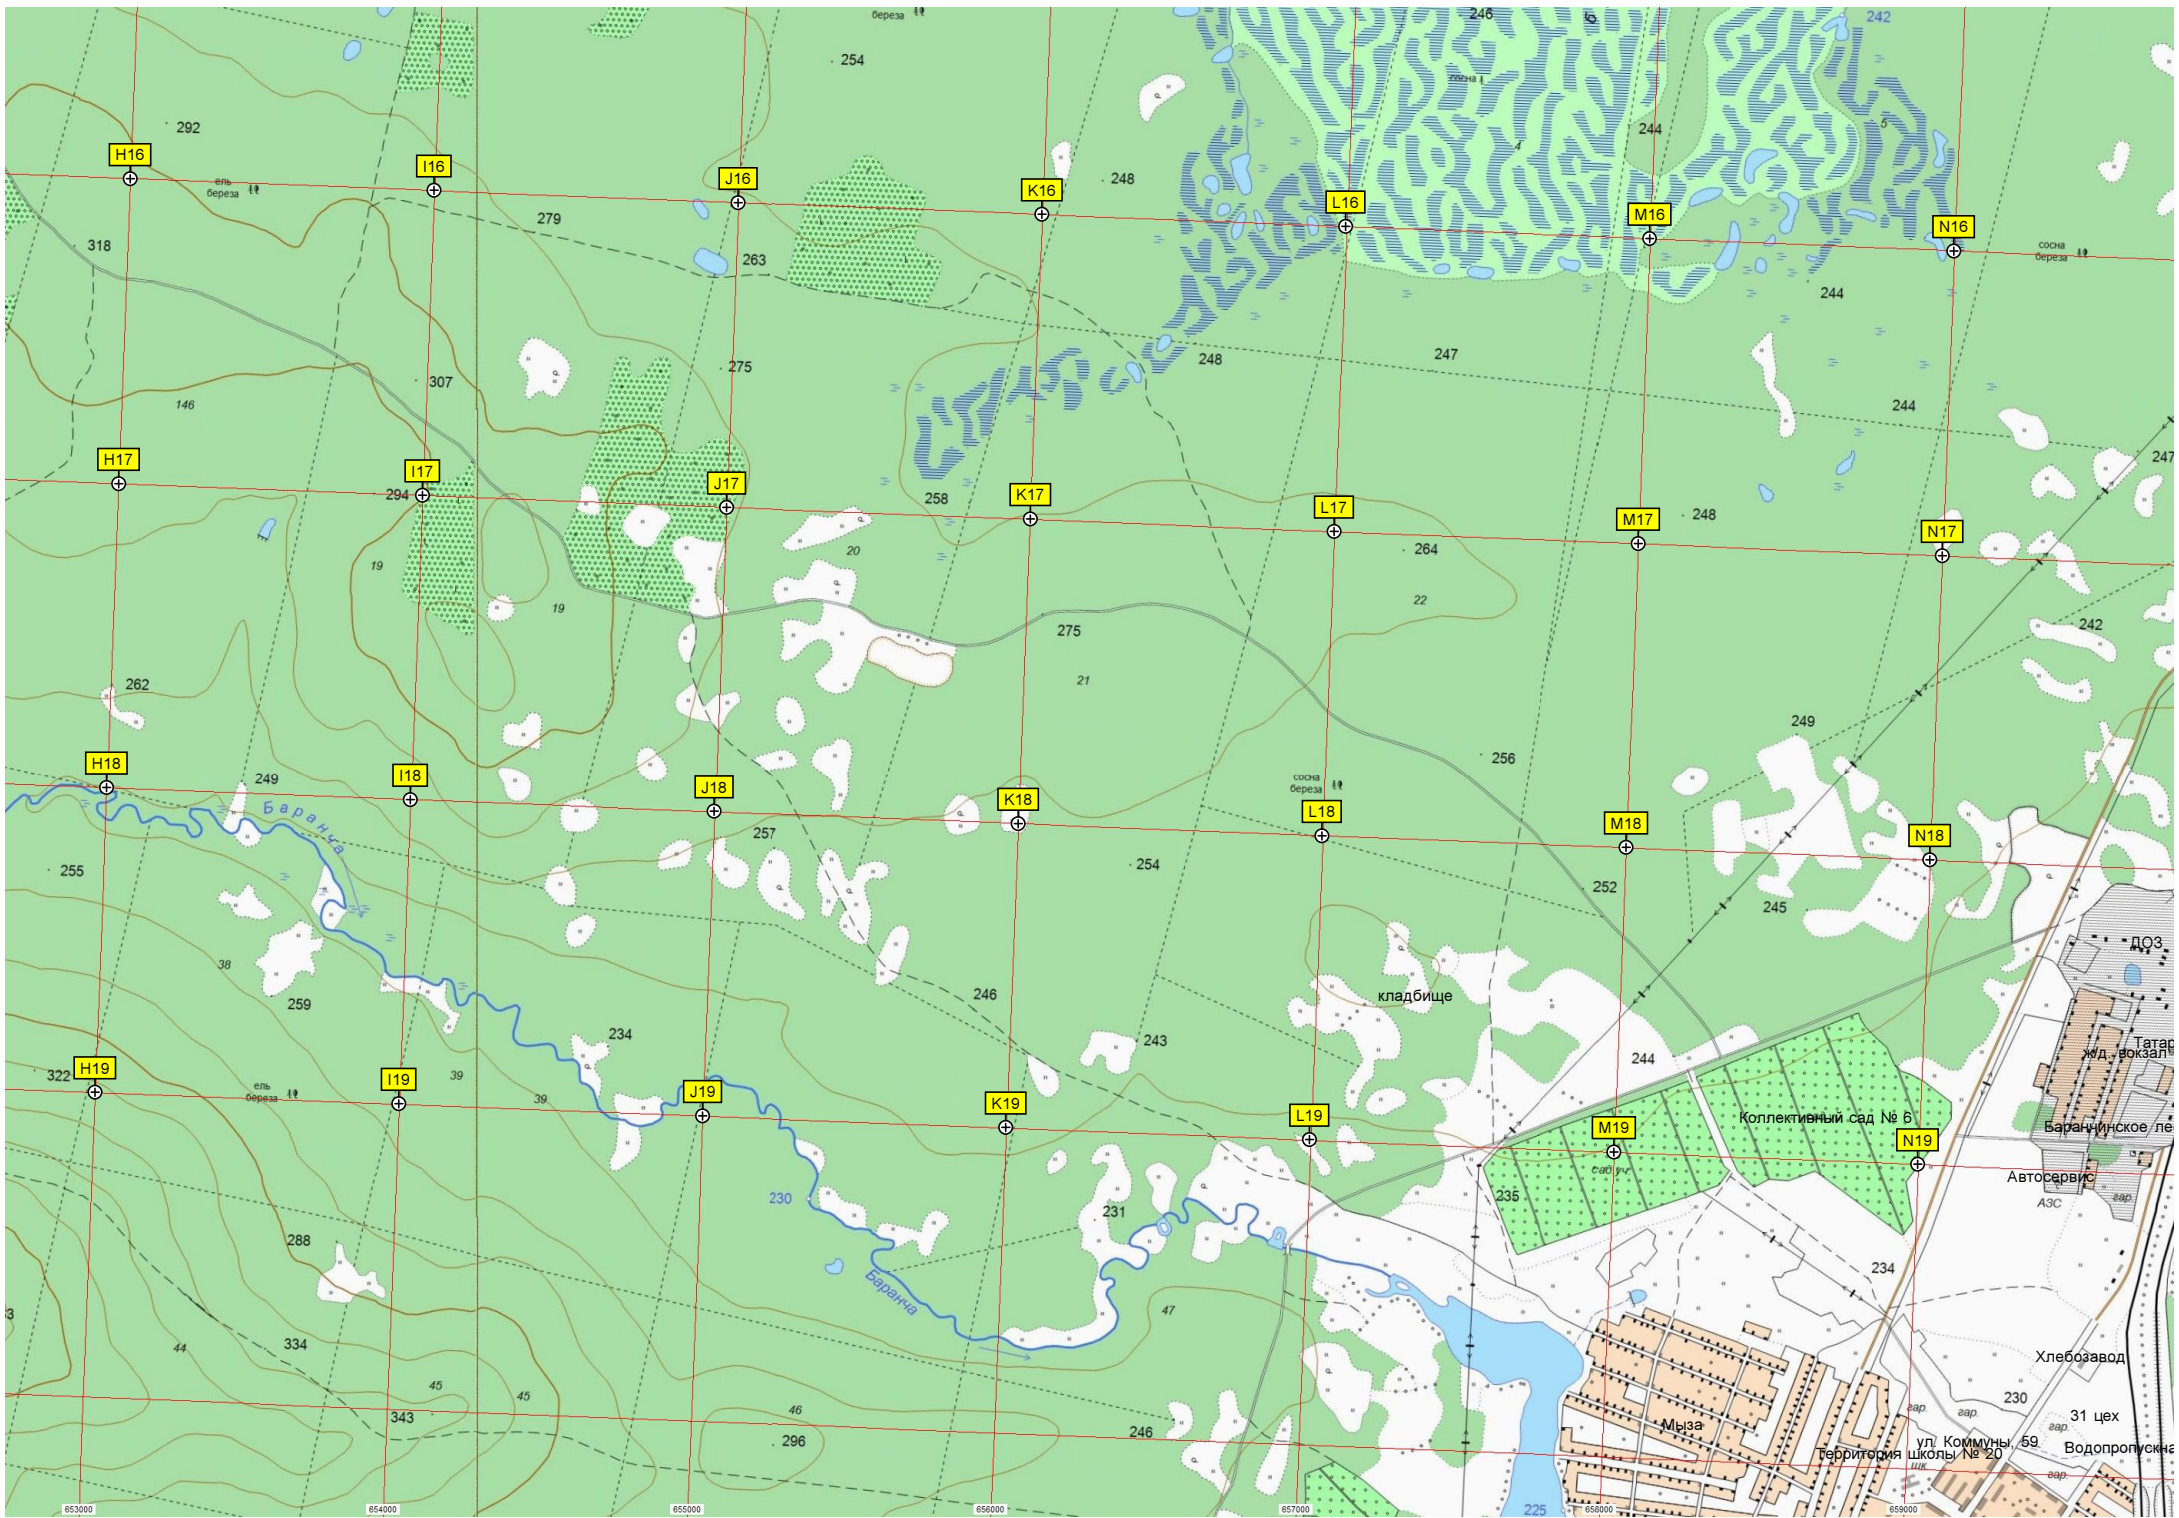 береза
246
б
242
254
сосна
292
4
244
5
H16
I16
J16
K16
248
L16
M16
N16
ель
береза
279
318
263
сосна
береза
244
248
247
275
307
146
244
H17
I17
J17
K17
L17
M17
N17
247
294
258
248
20
264
19
19
22
275
242
21
262
249
256
H18
I18
J18
K18
L18
M18
N18
249
Баранча
сосна
береза
257
255
254
252
245
38
259
246
кладбище
ДОЗ
234
243
244
Татар
ж/д. вокзал
322
39
39
H19
I19
J19
K19
L19
M19
N19
ель
береза
Коллективный сад № 6
Баранчинское ле
сад.уч.
Автосервис
230
231
235
АЗС
гар.
288
234
Баранча
47
334
44
Хлебозавод
45
45
46
343
296
246
Мыза
230
гар.
гар.
гар.
31 цех
ул. Коммуны, 59
Территория школы № 20
Водопропускна
шк.
гар.
225
653000
654000
655000
656000
657000
658000
659000